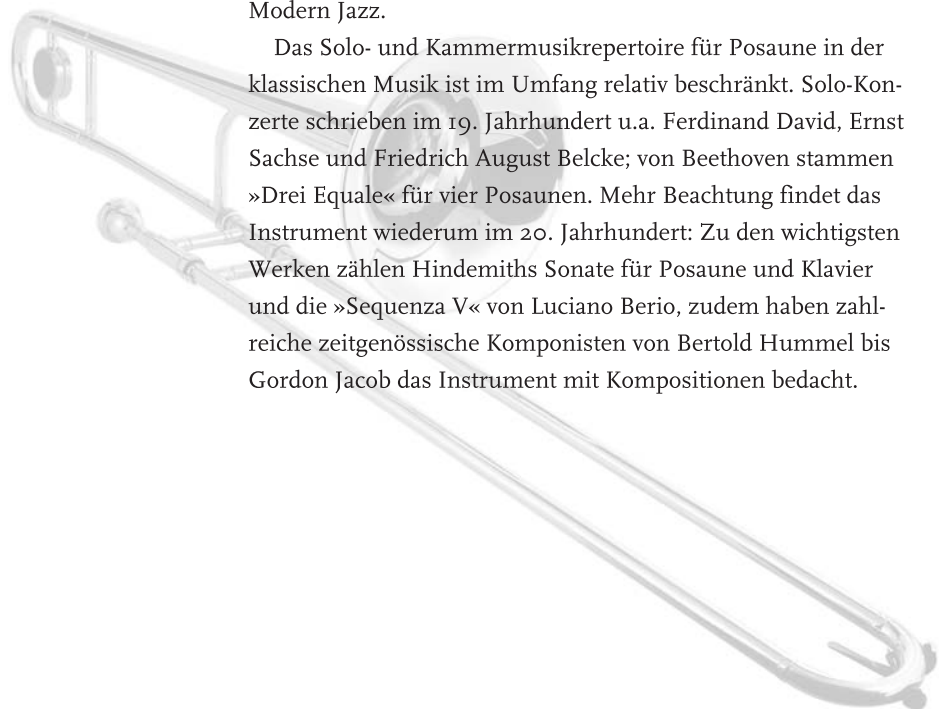 Modern Jazz.
Das Solo- und Kammermusikrepertoire für Posaune in der
klassischen Musik ist im Umfang relativ beschränkt. Solo-Kon-
zerte schrieben im 19. Jahrhundert u.a. Ferdinand David, Ernst
Sachse und Friedrich August Belcke; von Beethoven stammen
»Drei Equale« für vier Posaunen. Mehr Beachtung findet das
Instrument wiederum im 20. Jahrhundert: Zu den wichtigsten
Werken zählen Hindemiths Sonate für Posaune und Klavier
und die »Sequenza V« von Luciano Berio, zudem haben zahl-
reiche zeitgenössische Komponisten von Bertold Hummel bis
Gordon Jacob das Instrument mit Kompositionen bedacht.